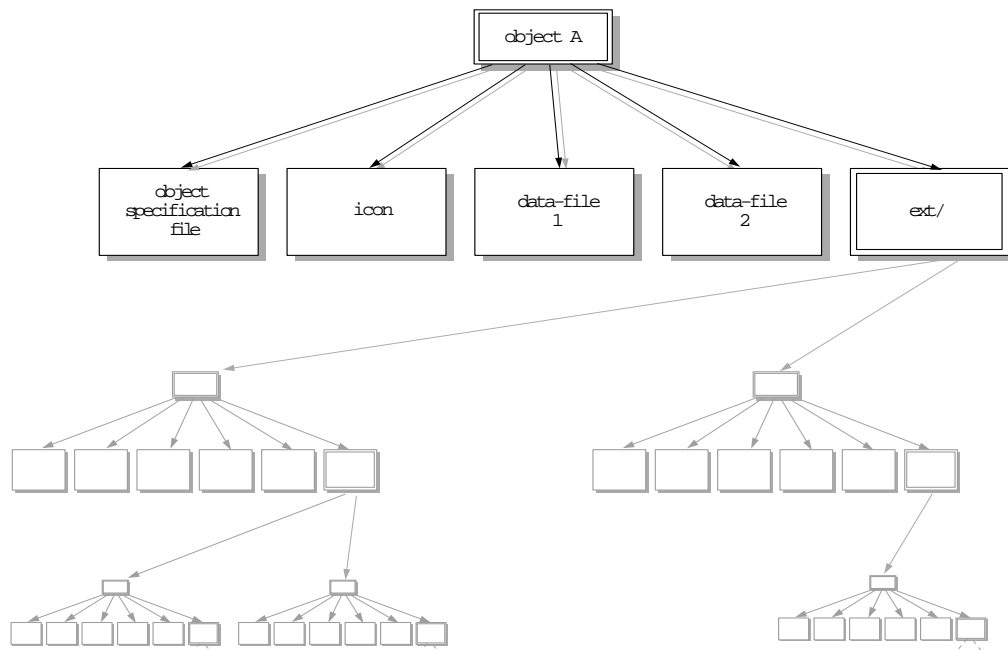 object A
object
specification
file
icon
data-file
1
data-file
2
ext/